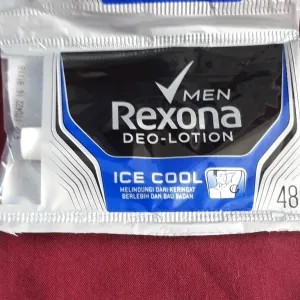 MEN
Rexona
DEO-LOTION
ICE COOL
MELINDUNGI DARI KERINGAT
BERLEBIH DAN BAU BADAN
48